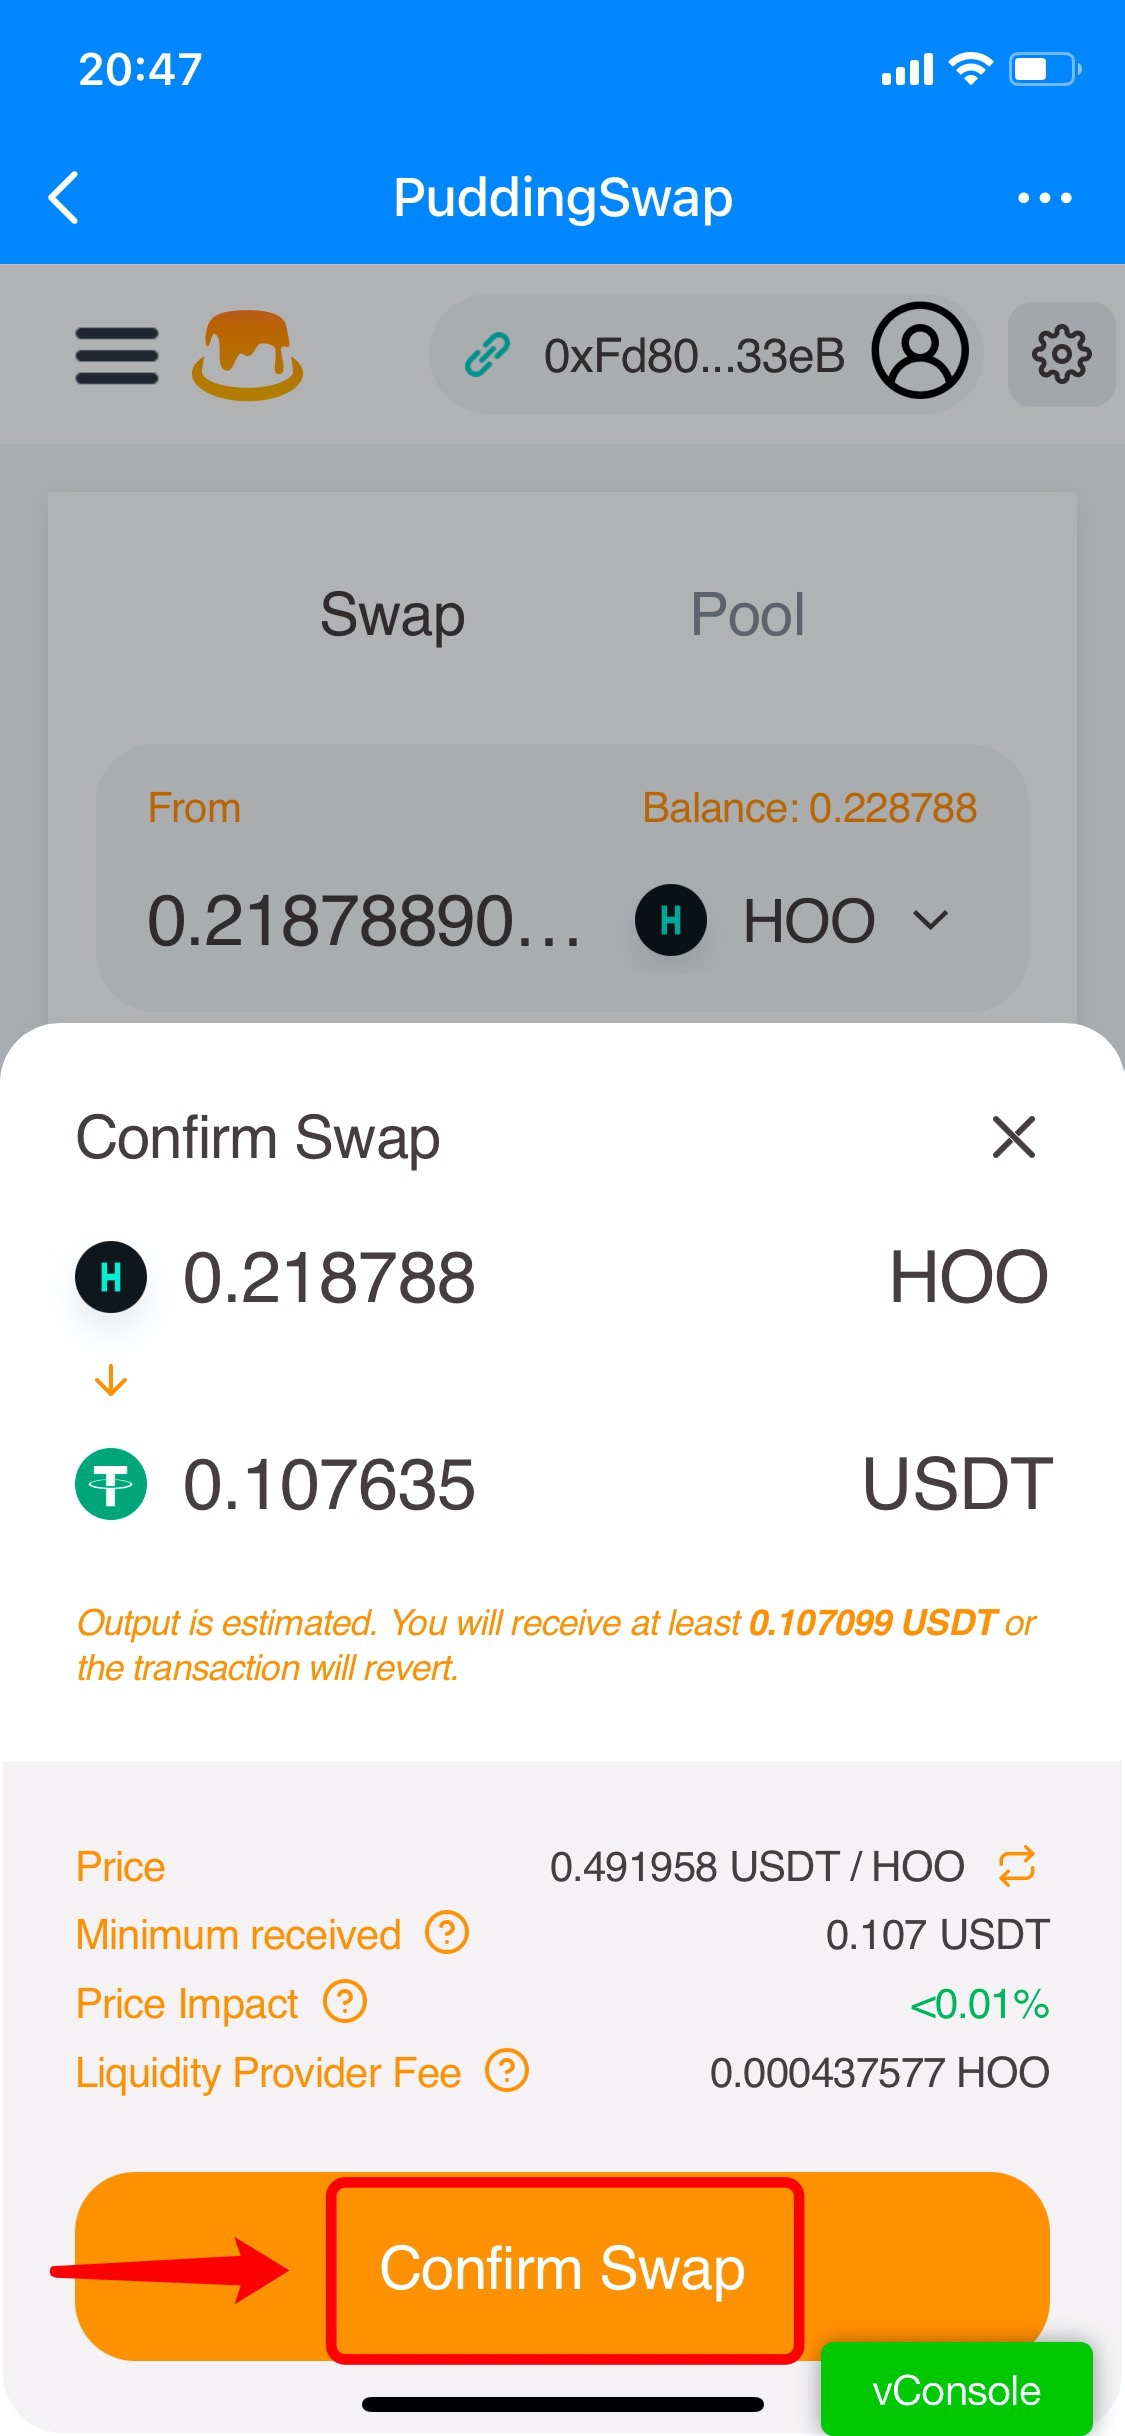 20:47
PuddingSwap
0xFd80...33eB
Swap Pool
From Balance: 0.228788
0.21878890... HOO
Confirm Swap
0.218788 HOO
0.107635 USDT
Output is estimated. You will receive at least 0.107099 USDT or
the transaction will revert.
Price 0.491958 USDT / HOO
Minimum received ? 0.107 USDT
Price Impact ? <0.01%
Liquidity Provider Fee ? 0.000437577 HOO
Confirm Swap
vConsole